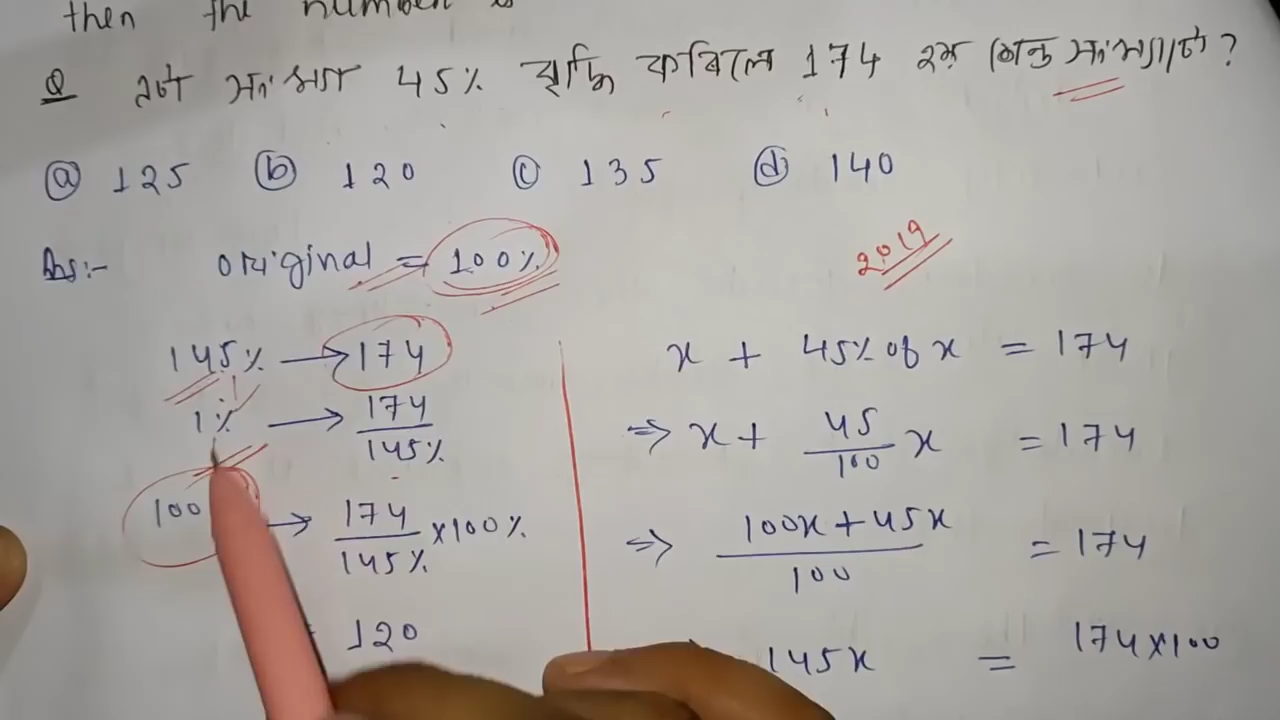 then the number is
Q এটা সংখ্যাক 45% বৃদ্ধি কৰিলে 174 হয় সংখ্যাটো?
ⓐ 125 ⓑ 120 ⓒ 135 ⓓ 140
Ans:- original = 100%
2019
145% → 174
1% → 174/145%
100 → 174/145% × 100%
120
x + 45% of x = 174
⇒ x + 45/100 x = 174
⇒ 100x + 45x/100 = 174
145x = 174 × 100